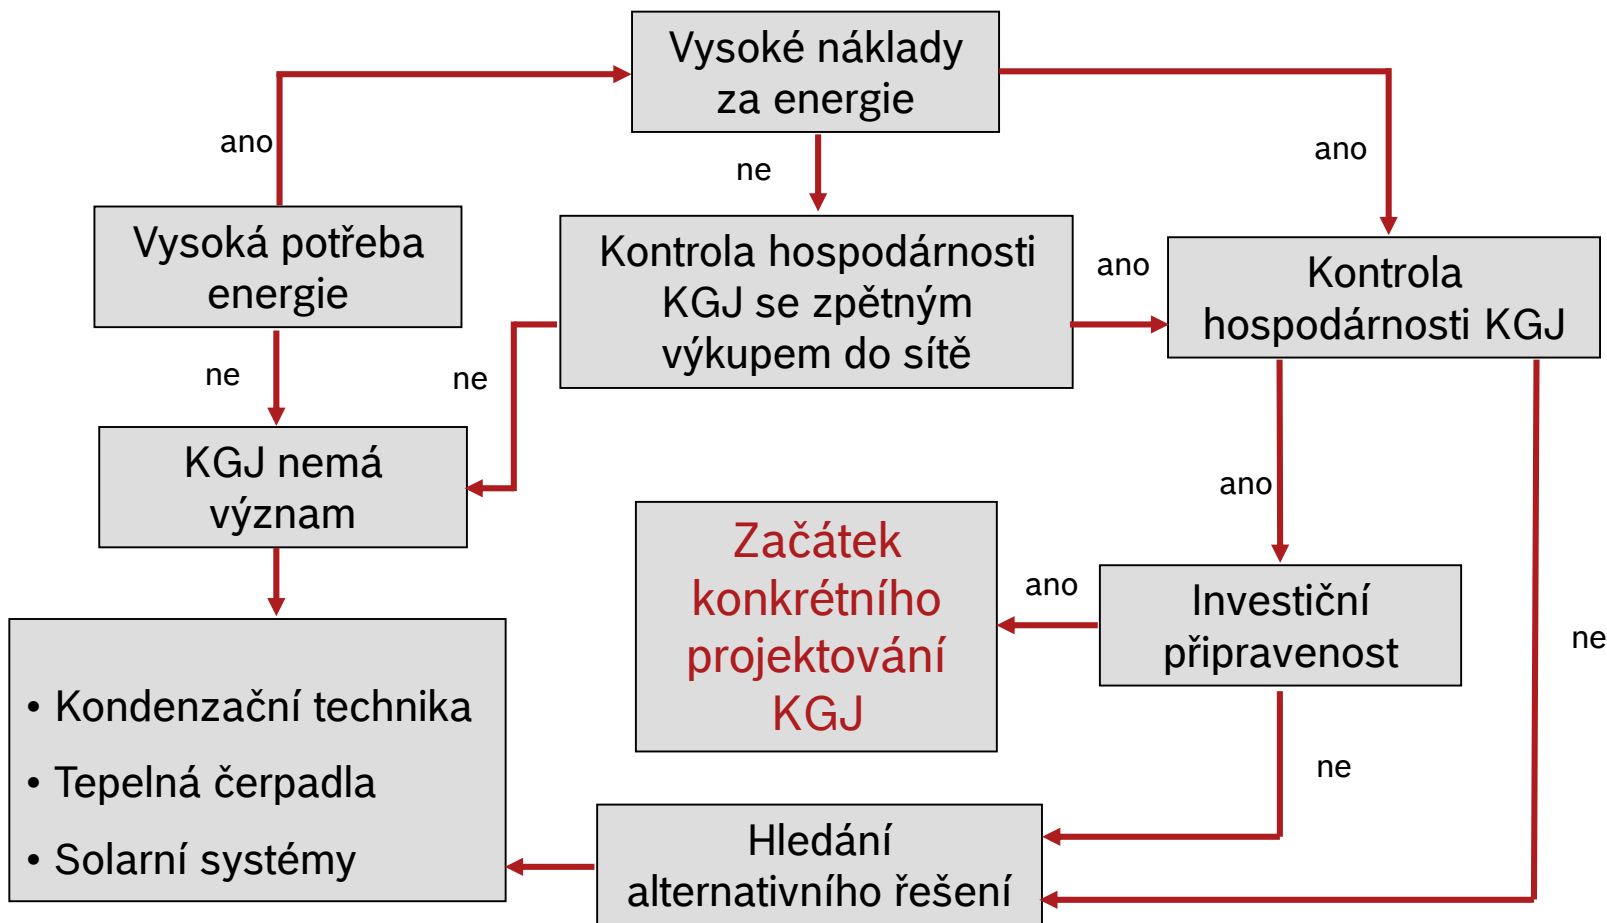 Vysoké náklady
za energie
ano
ne
ano
Vysoká potřeba
energie
Kontrola hospodárnosti
KGJ se zpětným
výkupem do sítě
ano
Kontrola
hospodárnosti KGJ
ne
ne
KGJ nemá
význam
ano
Začátek
konkrétního
projektování
KGJ
ano
Investiční
připravenost
ne
• Kondenzační technika
• Tepelná čerpadla
• Solarní systémy
ne
Hledání
alternativního řešení